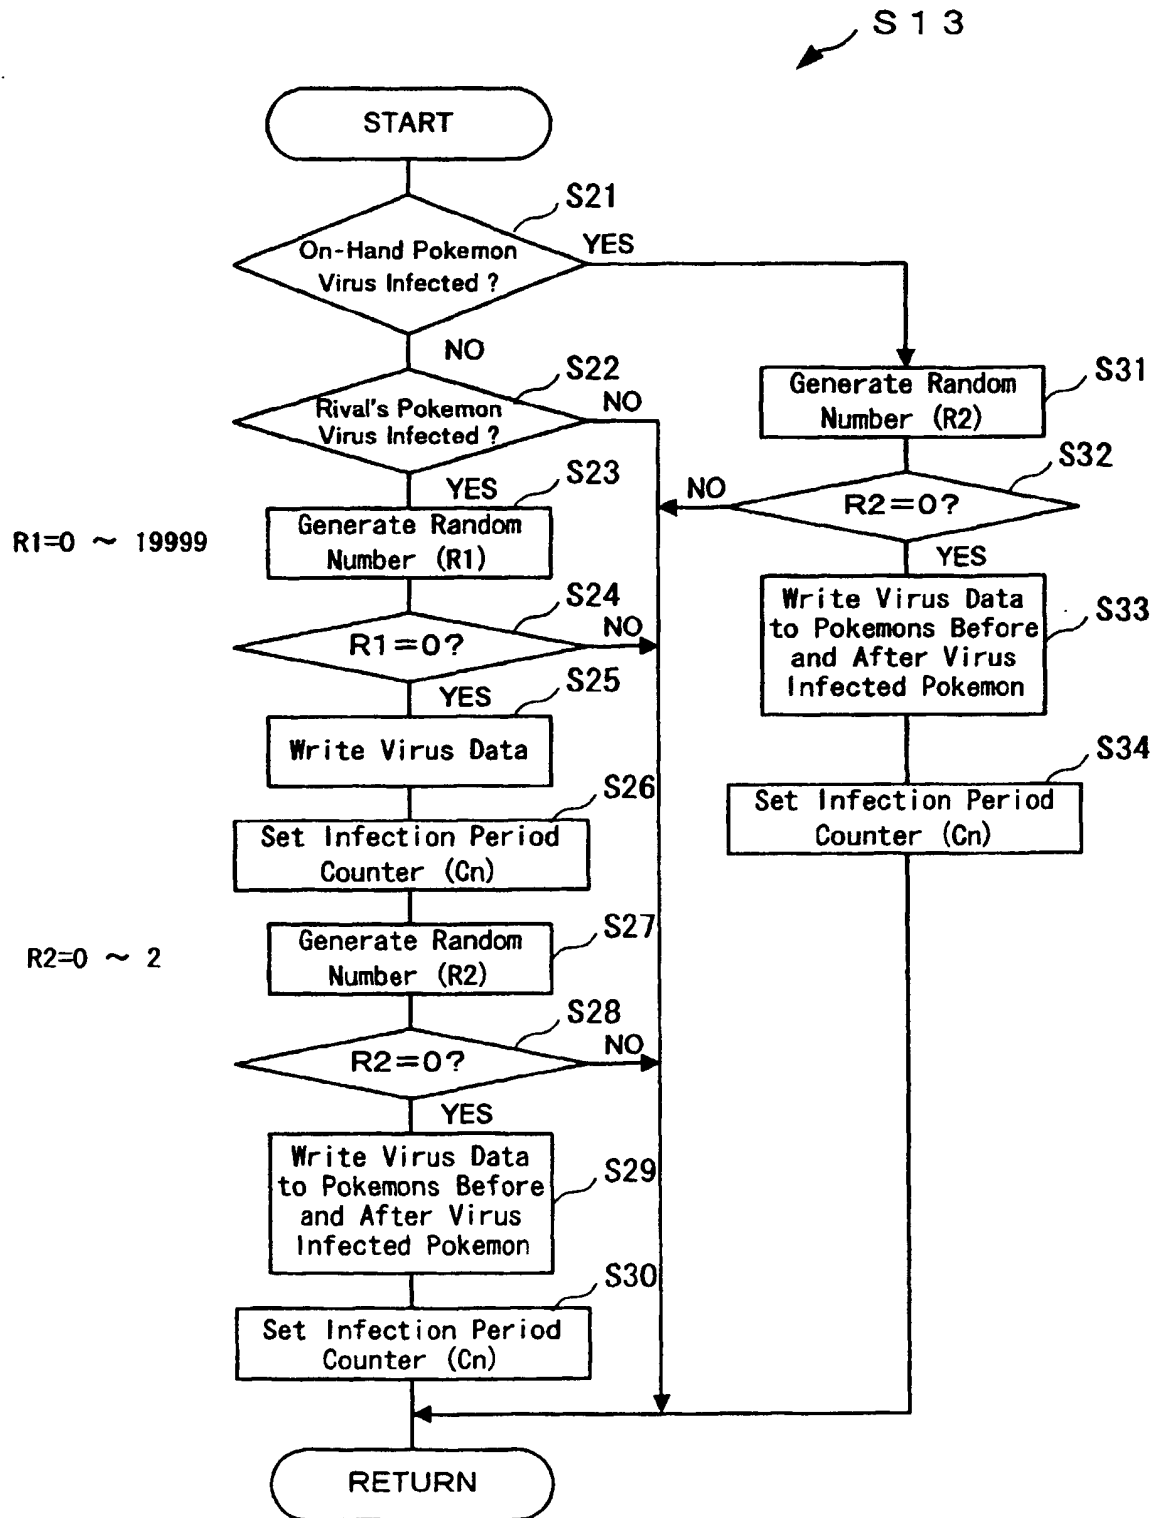 S13
START
S21
On-Hand Pokemon
Virus Infected ?
YES
NO
S22
Rival's Pokemon
Virus Infected ?
NO
YES
S23
Generate Random
Number (R1)
R1=0 ~ 19999
S24
R1=0?
NO
YES
S25
Write Virus Data
S26
Set Infection Period
Counter (Cn)
S27
Generate Random
Number (R2)
R2=0 ~ 2
S28
R2=0?
NO
YES
S29
Write Virus Data
to Pokemons Before
and After Virus
Infected Pokemon
S30
Set Infection Period
Counter (Cn)
S31
Generate Random
Number (R2)
S32
R2=0?
NO
YES
S33
Write Virus Data
to Pokemons Before
and After Virus
Infected Pokemon
S34
Set Infection Period
Counter (Cn)
RETURN